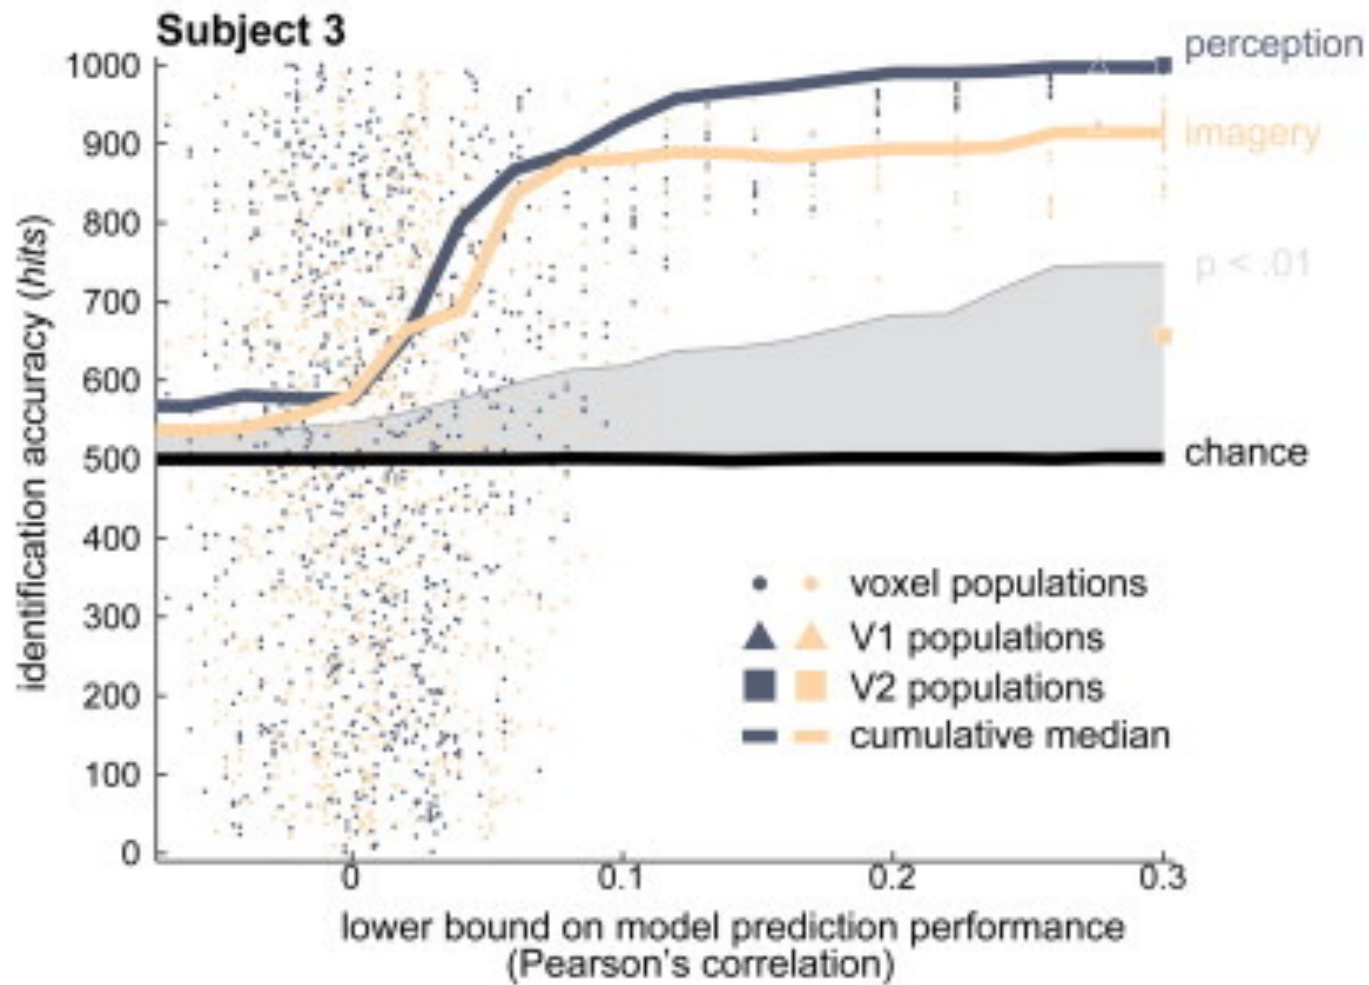 Subject 3
1000
900
800
700
600
500
400
300
200
100
0
identification accuracy (hits)
perception
imagery
p < .01
chance
voxel populations
V1 populations
V2 populations
cumulative median
0 0.1 0.2 0.3
lower bound on model prediction performance
(Pearson's correlation)